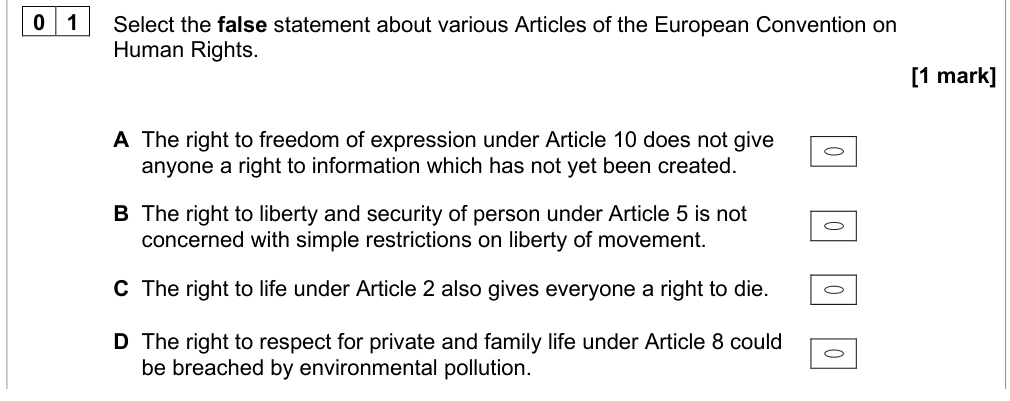 0 1 Select the false statement about various Articles of the European Convention on
Human Rights.
[1 mark]
A The right to freedom of expression under Article 10 does not give
anyone a right to information which has not yet been created.
B The right to liberty and security of person under Article 5 is not
concerned with simple restrictions on liberty of movement.
C The right to life under Article 2 also gives everyone a right to die.
D The right to respect for private and family life under Article 8 could
be breached by environmental pollution.